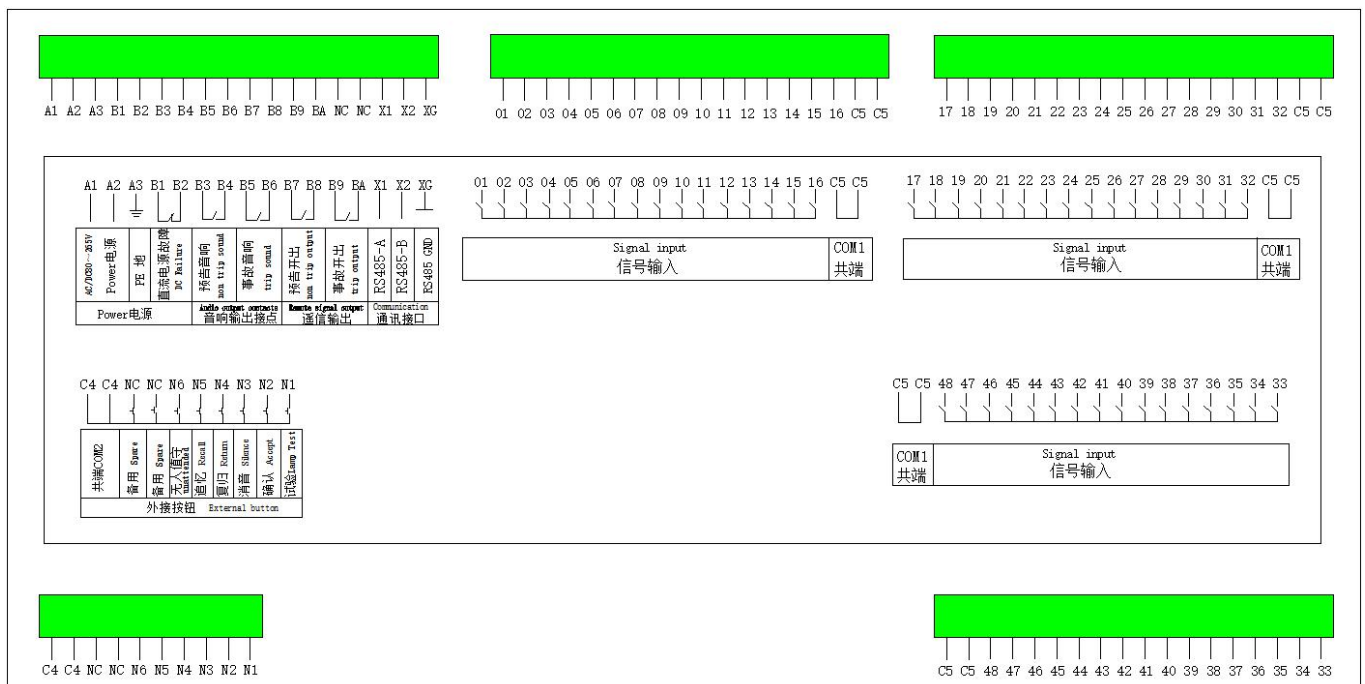 A1 A2 A3 B1 B2 B3 B4 B5 B6 B7 B8 B9 BA NC NC X1 X2 XG
01 02 03 04 05 06 07 08 09 10 11 12 13 14 15 16 C5 C5
17 18 19 20 21 22 23 24 25 26 27 28 29 30 31 32 C5 C5
A1 A2 A3 B1 B2 B3 B4 B5 B6 B7 B8 B9 BA X1 X2 XG
01 02 03 04 05 06 07 08 09 10 11 12 13 14 15 16 C5 C5
17 18 19 20 21 22 23 24 25 26 27 28 29 30 31 32 C5 C5
AC/DC80~265V
Power电源
PE 地
直流电源故障
DC Failure
预告音响
non trip sound
事故音响
trip sound
预告开出
non trip output
事故开出
trip output
RS485-A
RS485-B
RS485 GND
Power电源
Audio output contacts
音响输出接点
Remote signal output
遥信输出
Communication
通讯接口
Signal input
信号输入
COM1
共端
Signal input
信号输入
COM1
共端
C4 C4 NC NC N6 N5 N4 N3 N2 N1
共端COM2
备用 Spare
备用 Spare
无人值守
unattended
追忆 Recall
复归 Return
消音 Silence
确认 Accept
试验Lamp Test
外接按钮 External button
C5 C5 48 47 46 45 44 43 42 41 40 39 38 37 36 35 34 33
COM1
共端
Signal input
信号输入
C4 C4 NC NC N6 N5 N4 N3 N2 N1
C5 C5 48 47 46 45 44 43 42 41 40 39 38 37 36 35 34 33